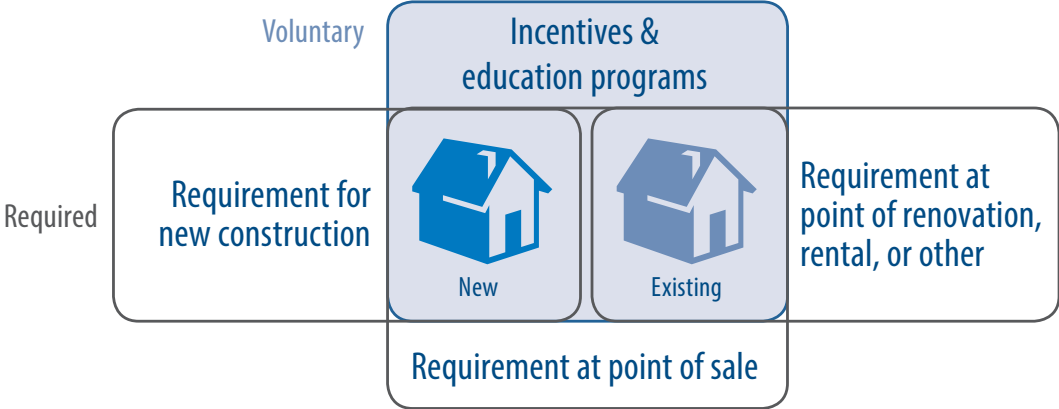 Voluntary
Incentives &
education programs
Required
Requirement for
new construction
New
Existing
Requirement at
point of renovation,
rental, or other
Requirement at point of sale